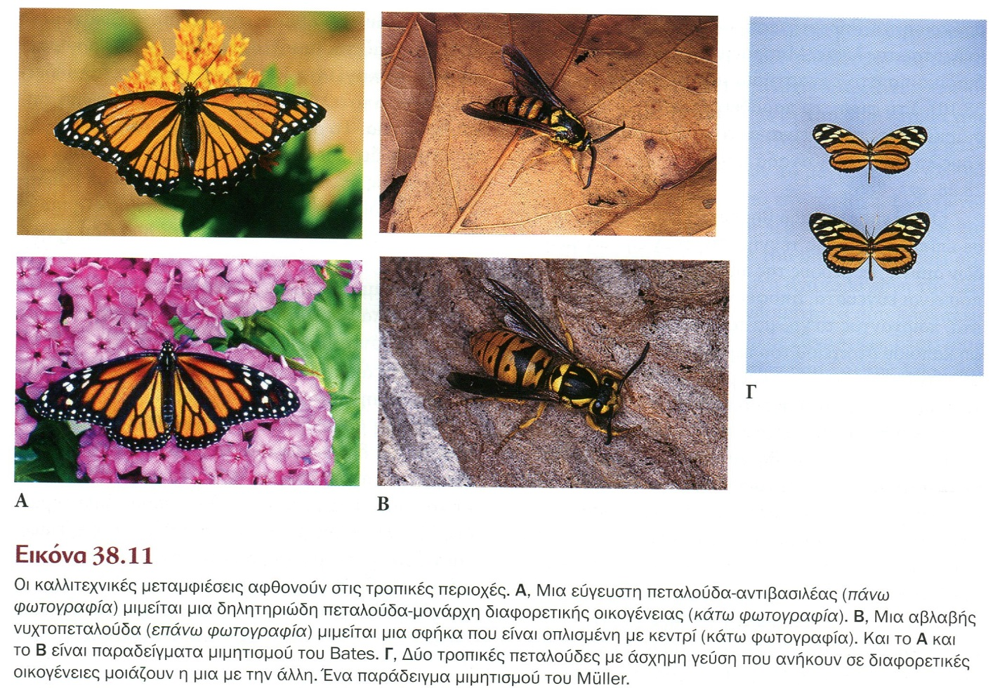 Α
Β
Γ
Εικόνα 38.11
Οι καλλιτεχνικές μεταμφιέσεις αφθονούν στις τροπικές περιοχές. Α, Μια εύγευστη πεταλούδα-αντιβασιλέας (πάνω
φωτογραφία) μιμείται μια δηλητηριώδη πεταλούδα-μονάρχη διαφορετικής οικογένειας (κάτω φωτογραφία). Β, Μια αβλαβής
νυχτοπεταλούδα (επάνω φωτογραφία) μιμείται μια σφήκα που είναι οπλισμένη με κεντρί (κάτω φωτογραφία). Και το Α και
το Β είναι παραδείγματα μιμητισμού του Bates. Γ, Δύο τροπικές πεταλούδες με άσχημη γεύση που ανήκουν σε διαφορετικές
οικογένειες μοιάζουν η μια με την άλλη. Ένα παράδειγμα μιμητισμού του Müller.